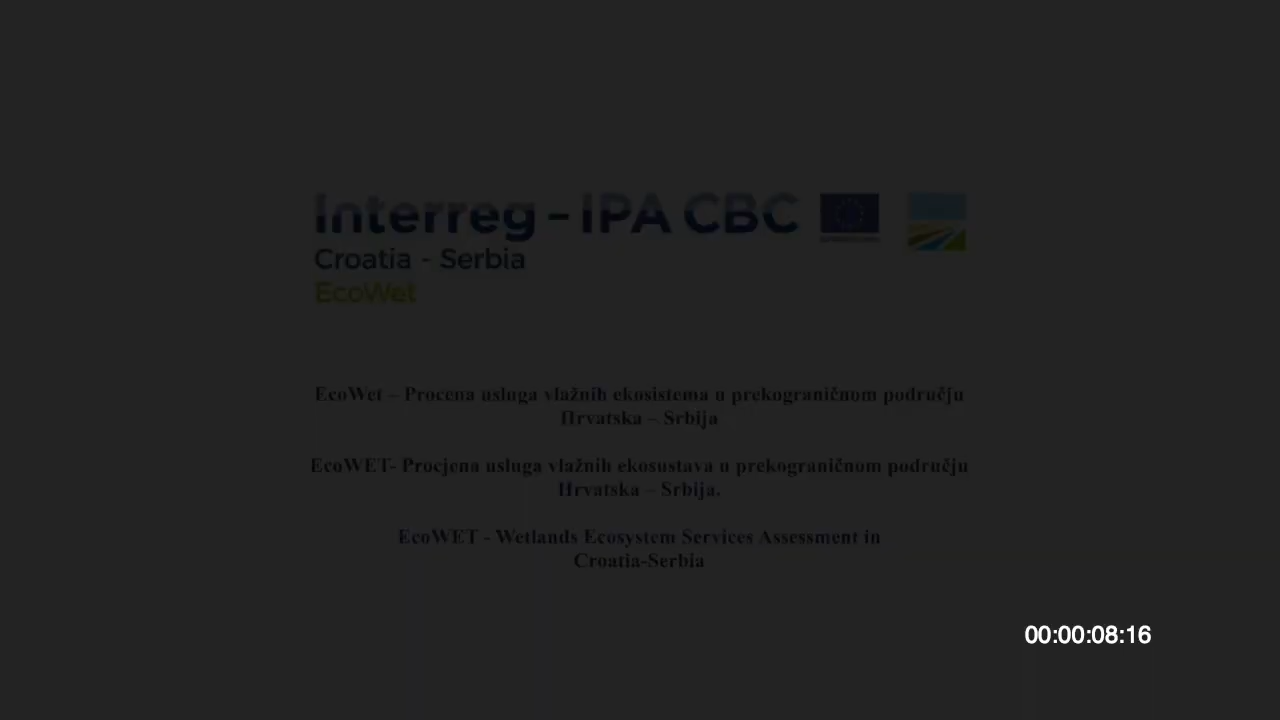 Interreg – IPA CBC
Croatia - Serbia
EcoWet
EcoWet – Procena usluga vlažnih ekosistema u prekograničnom području
Hrvatska – Srbija
EcoWET- Procjena usluga vlažnih ekosustava u prekograničnom području
Hrvatska – Srbija.
EcoWET - Wetlands Ecosystem Services Assessment in
Croatia-Serbia
00:00:08:16